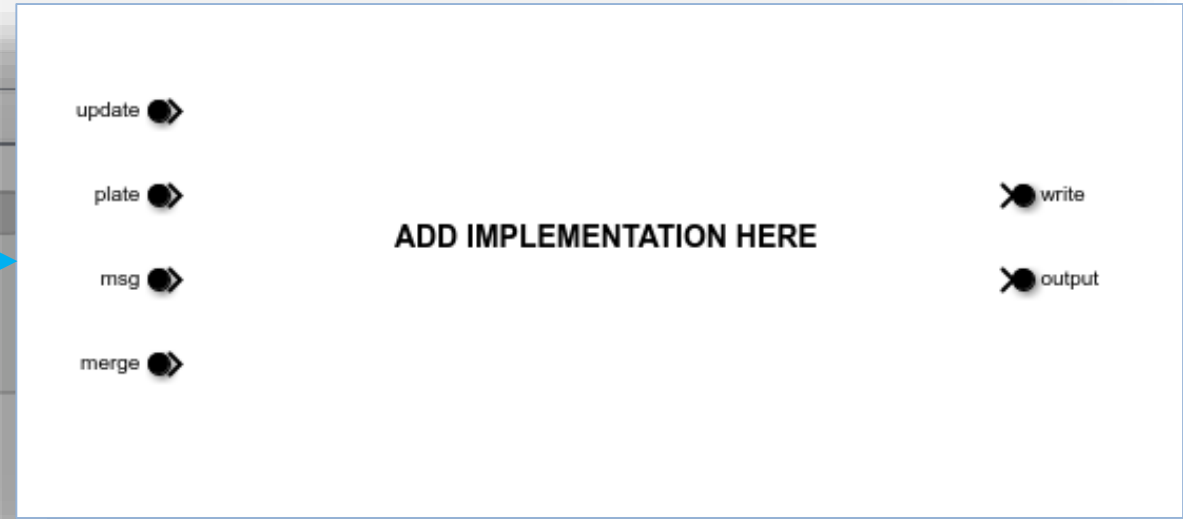 update
plate
write
ADD IMPLEMENTATION HERE
msg
output
merge